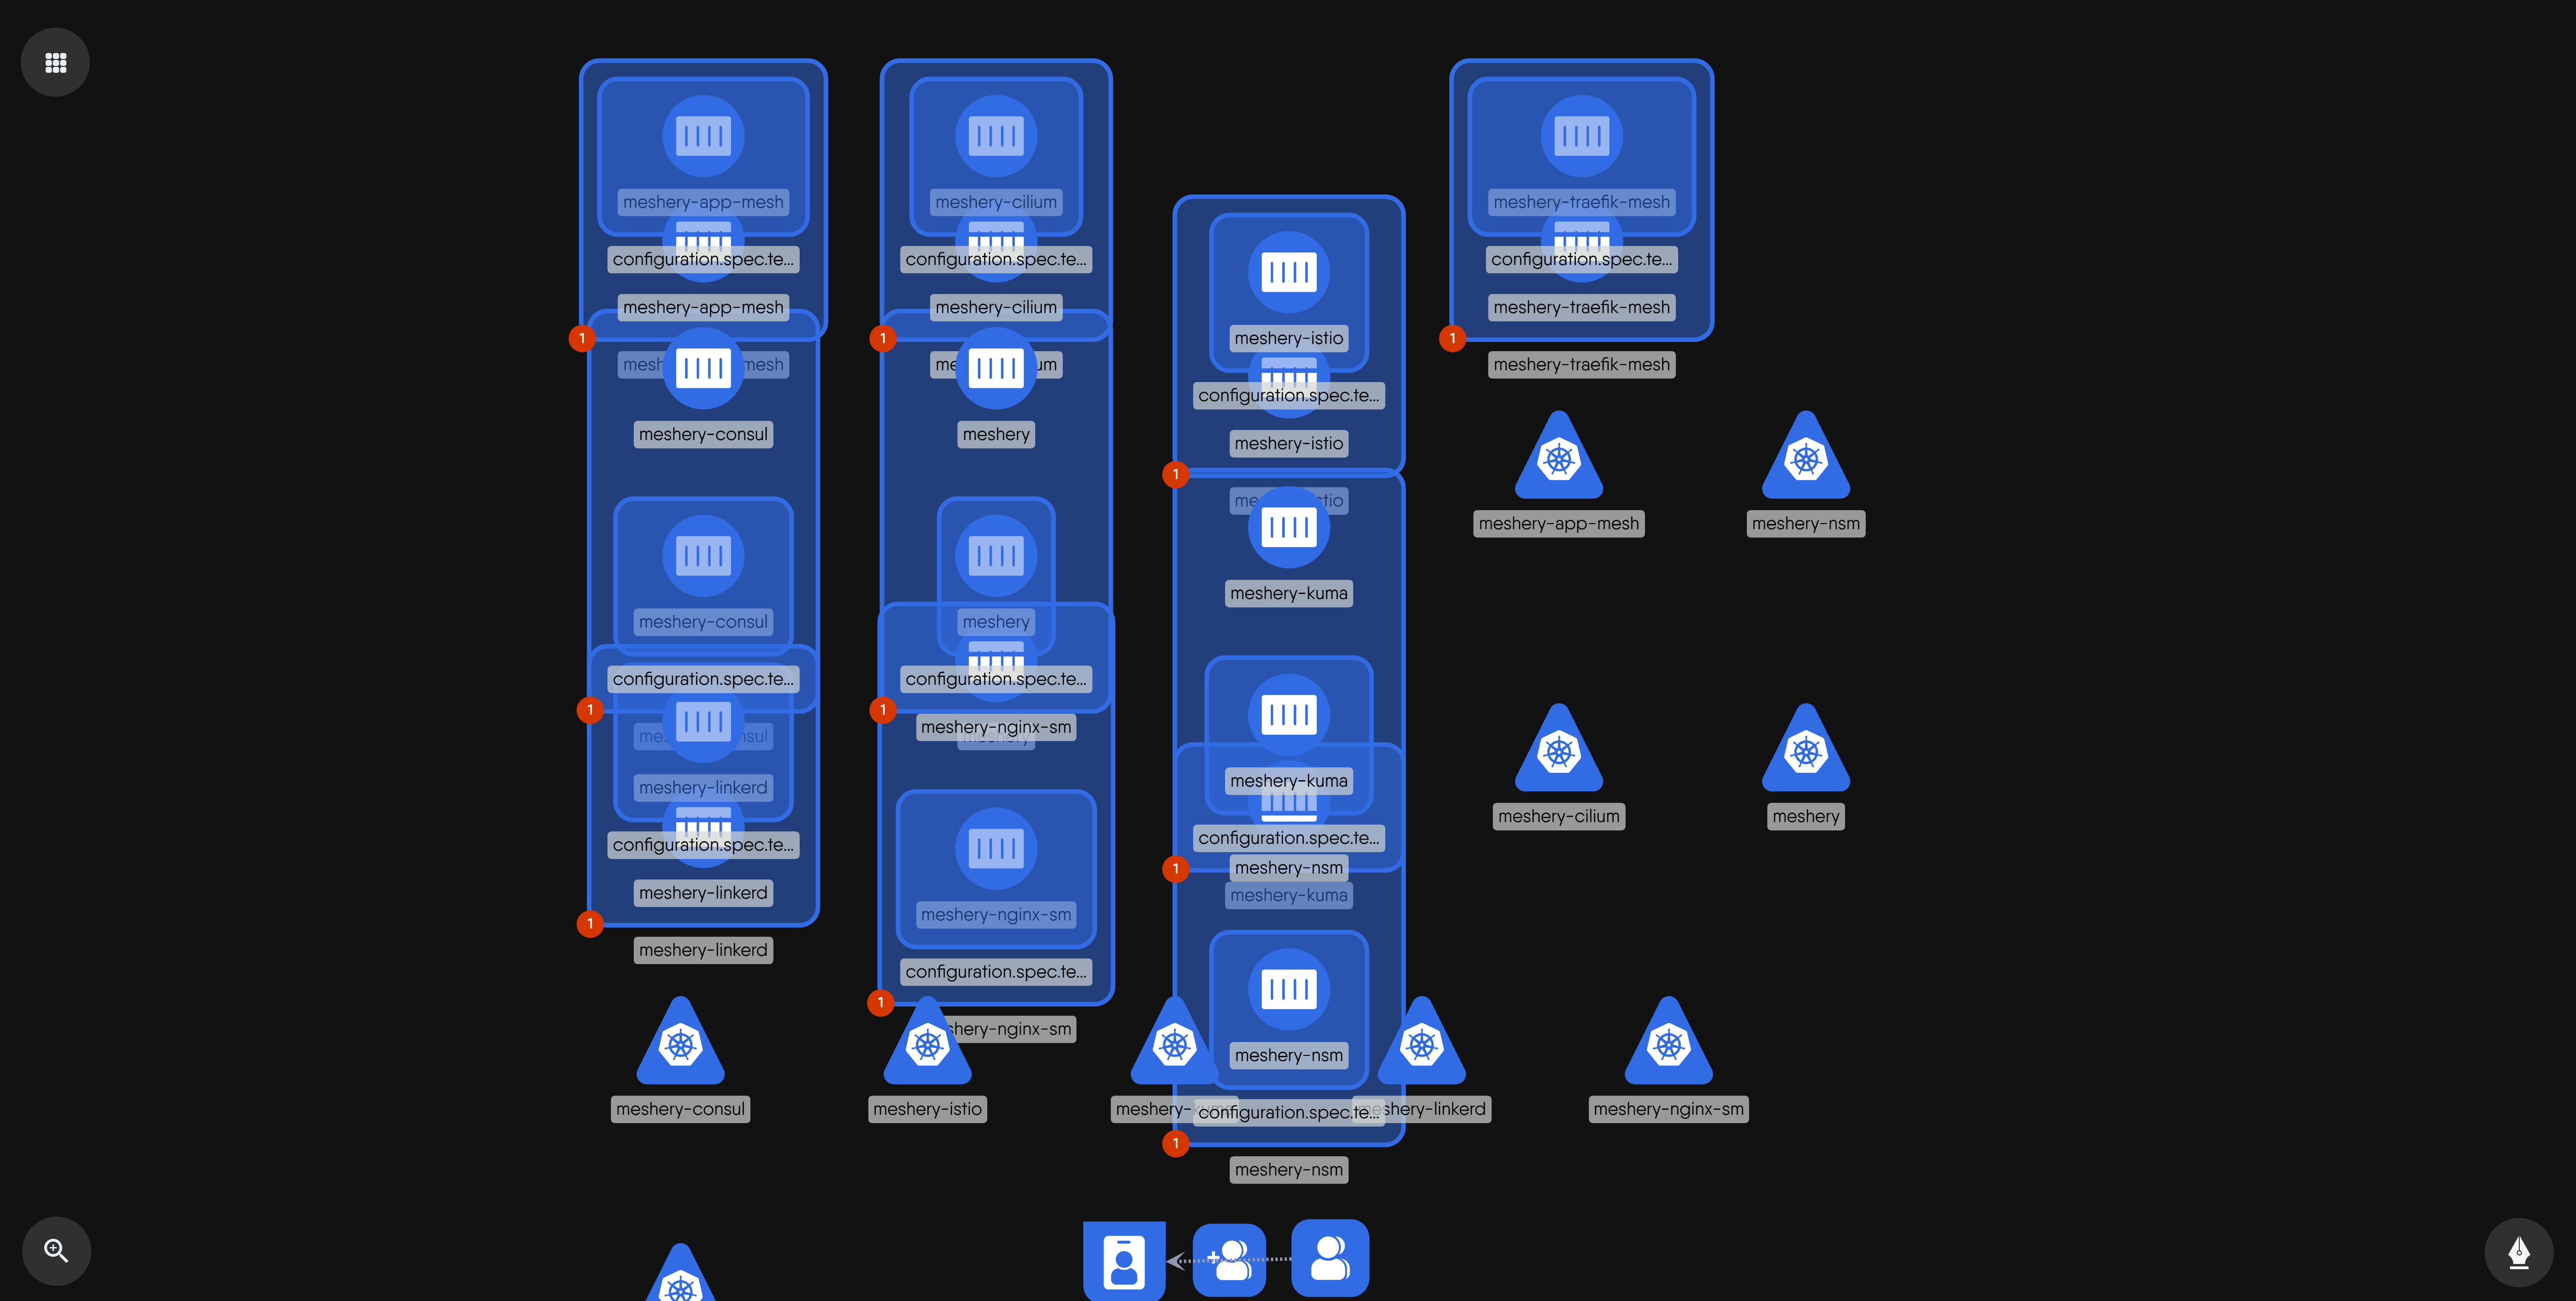 meshery-app-mesh
configuration.spec.te...
meshery-app-mesh
1
mesh mesh
meshery-consul
meshery-consul
configuration.spec.te...
1
meshery-linkerd
configuration.spec.te...
meshery-linkerd
1
meshery-linkerd
meshery-cilium
configuration.spec.te...
meshery-cilium
1
me um
meshery
meshery
configuration.spec.te...
1
meshery-nginx-sm
meshery-nginx-sm
configuration.spec.te...
1
shery-nginx-sm
meshery-istio
configuration.spec.te...
meshery-istio
1
me stio
meshery-kuma
meshery-kuma
configuration.spec.te...
1
meshery-nsm
meshery-kuma
meshery-nsm
configuration.spec.te...
1
meshery-nsm
meshery-traefik-mesh
configuration.spec.te...
meshery-traefik-mesh
1
meshery-traefik-mesh
meshery-app-mesh
meshery-nsm
meshery-cilium
meshery
meshery-consul
meshery-istio
meshery-
shery-linkerd
meshery-nginx-sm